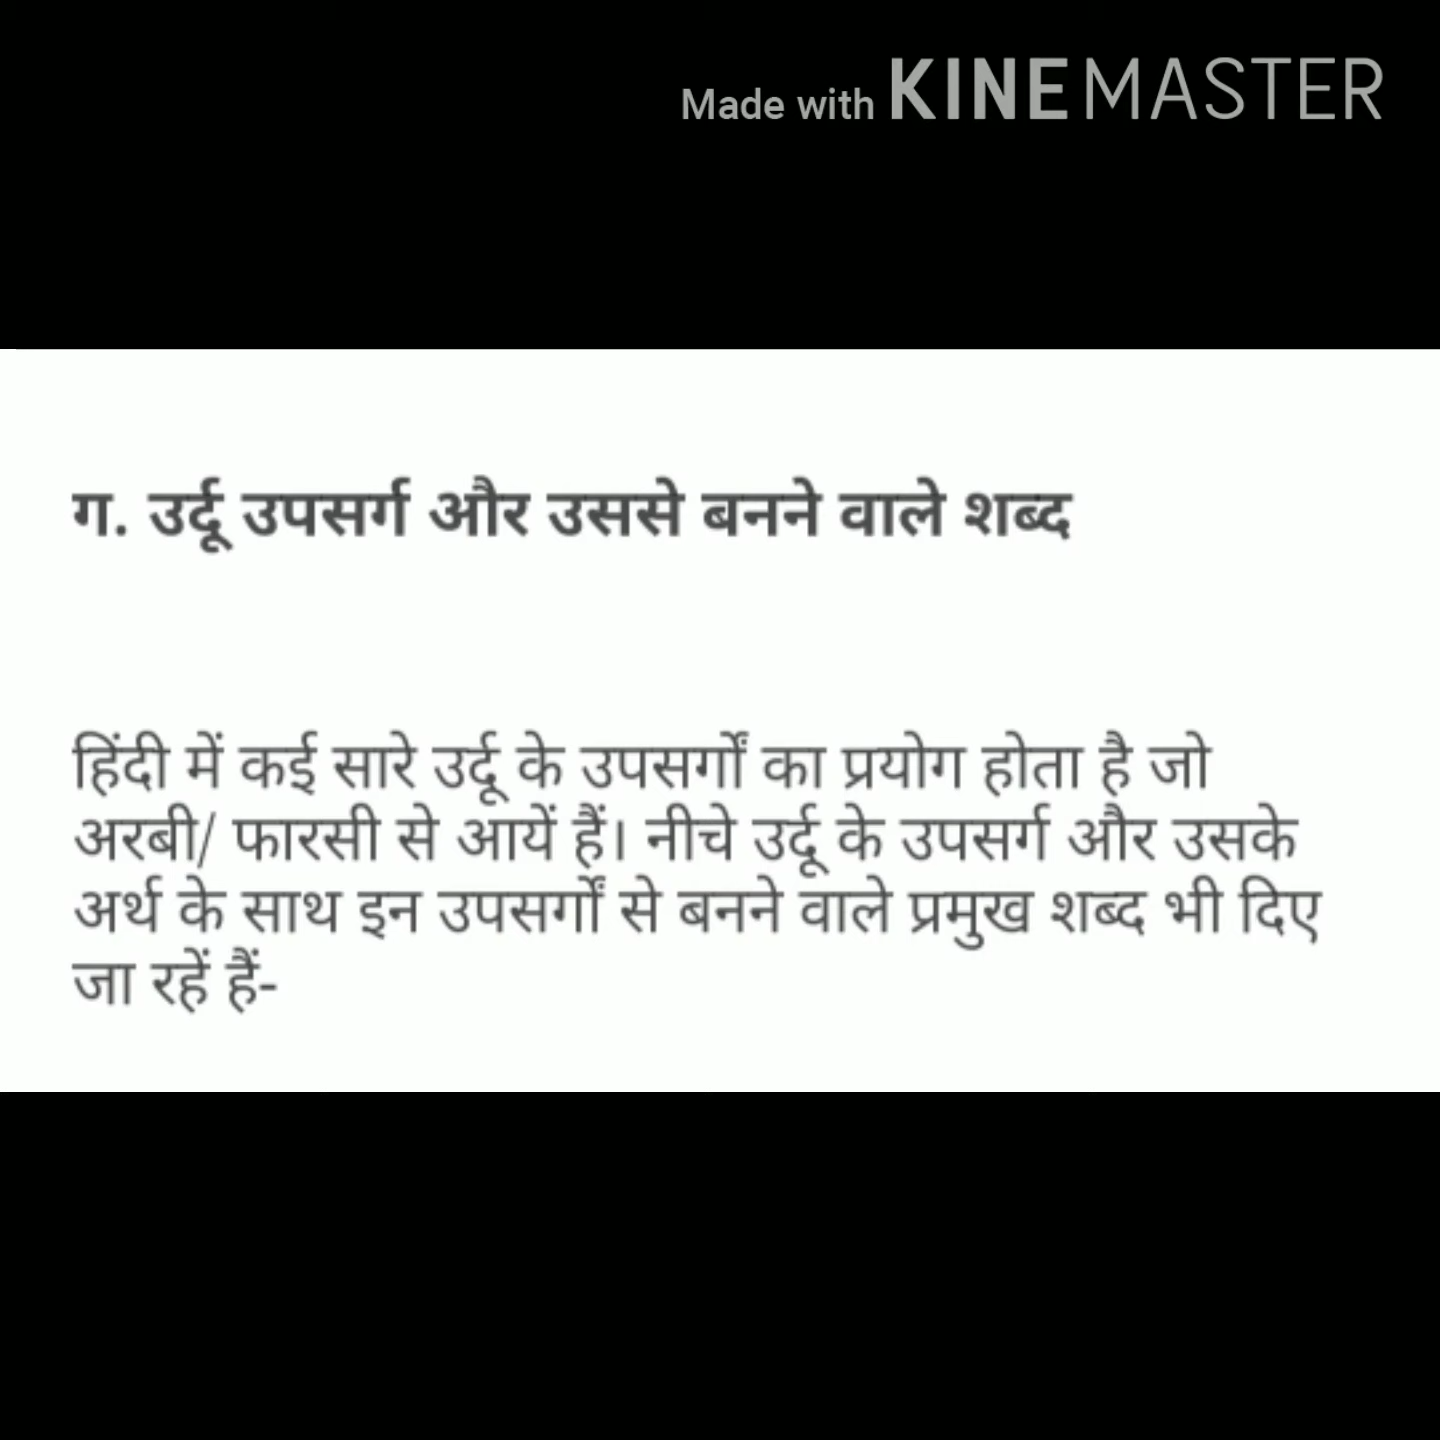 Made with KINEMASTER
ग. उर्दू उपसर्ग और उससे बनने वाले शब्द
हिंदी में कई सारे उर्दू के उपसर्गों का प्रयोग होता है जो
अरबी/ फारसी से आयें हैं। नीचे उर्दू के उपसर्ग और उसके
अर्थ के साथ इन उपसर्गों से बनने वाले प्रमुख शब्द भी दिए
जा रहें हैं-